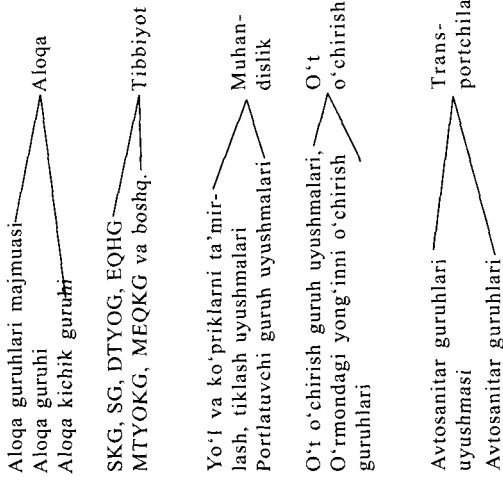 Aloqa guruhlari majmuasi
Aloqa guruhi
Aloqa kichik guruhi
Aloqa
SKG, SG, DTYOG, EQHG
MTYOKG, MEQKG va boshq.
Tibbiyot
Yo‘l va ko‘priklarni ta’mir-
lash, tiklash uyushmalari
Portlatuvchi guruh uyushmalari
Muhan-
dislik
O‘t o‘chirish guruh uyushmalari,
O‘rmondagi yong‘inni o‘chirish
guruhlari
O‘t
o‘chirish
Avtosanitar guruhlari
uyushmasi
Avtosanitar guruhlari
Trans-
portchila